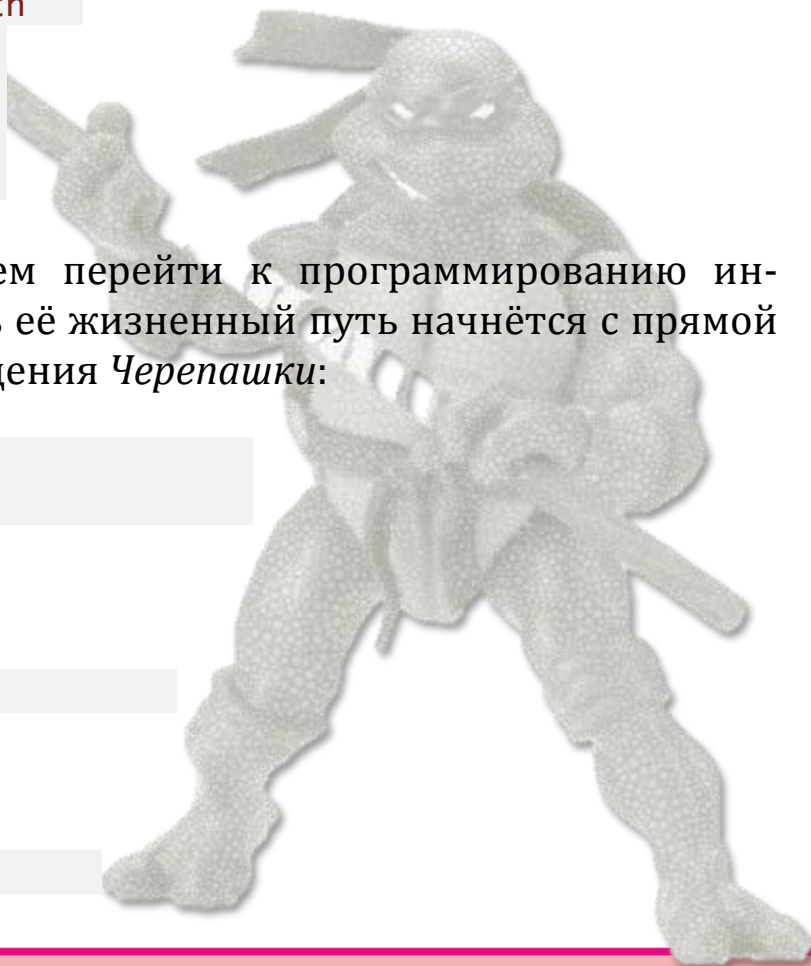 ем перейти к программированию ин-
её жизненный путь начнётся с прямой
дения Черепашки: